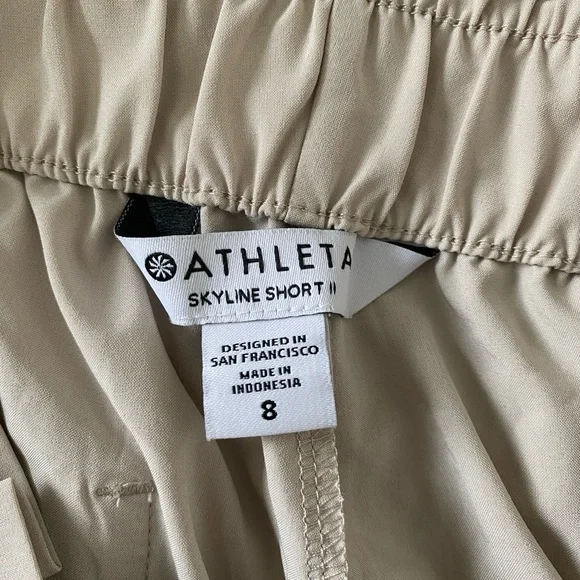 ATHLETA
SKYLINE SHORT II
DESIGNED IN
SAN FRANCISCO
MADE IN
INDONESIA
8